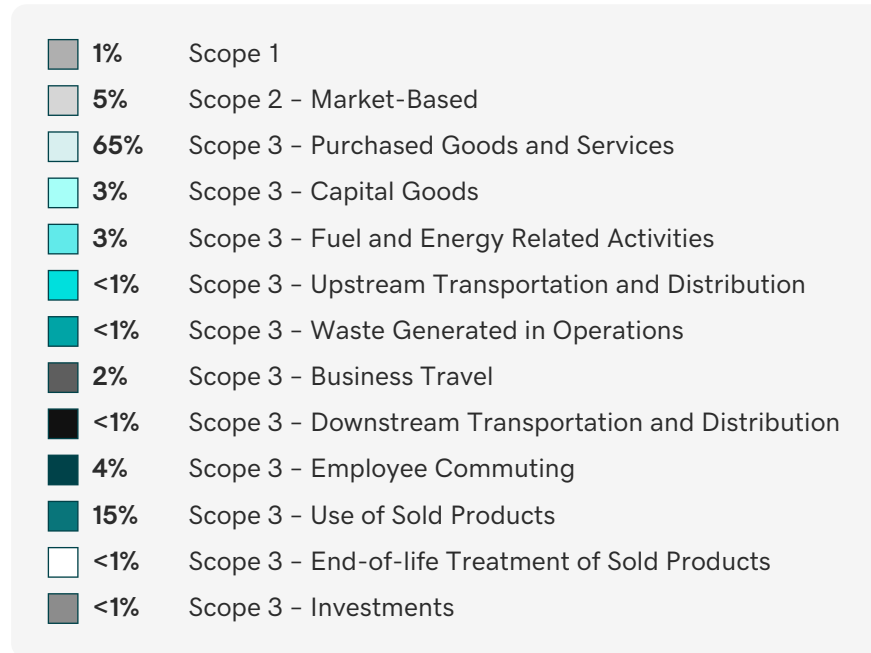 1% Scope 1
5% Scope 2 – Market-Based
65% Scope 3 – Purchased Goods and Services
3% Scope 3 – Capital Goods
3% Scope 3 – Fuel and Energy Related Activities
<1% Scope 3 – Upstream Transportation and Distribution
<1% Scope 3 – Waste Generated in Operations
2% Scope 3 – Business Travel
<1% Scope 3 – Downstream Transportation and Distribution
4% Scope 3 – Employee Commuting
15% Scope 3 – Use of Sold Products
<1% Scope 3 – End-of-life Treatment of Sold Products
<1% Scope 3 – Investments